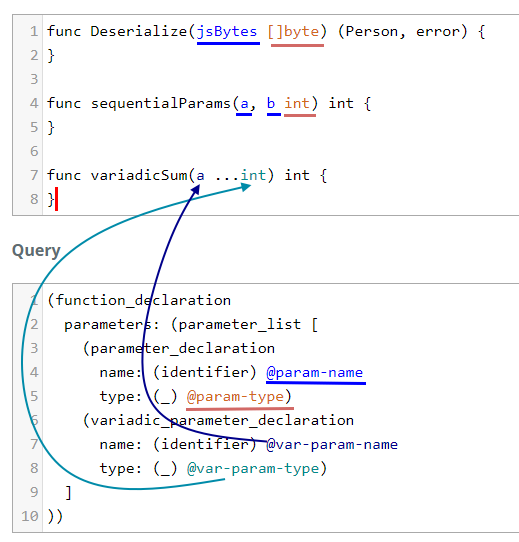 1 func Deserialize(jsBytes []byte) (Person, error) {
2 }
3
4 func sequentialParams(a, b int) int {
5 }
6
7 func variadicSum(a ...int) int {
8 }
Query
1 (function_declaration
2 parameters: (parameter_list [
3 (parameter_declaration
4 name: (identifier) @param-name
5 type: (_) @param-type)
6 (variadic_parameter_declaration
7 name: (identifier) @var-param-name
8 type: (_) @var-param-type)
9 ]
10 ))